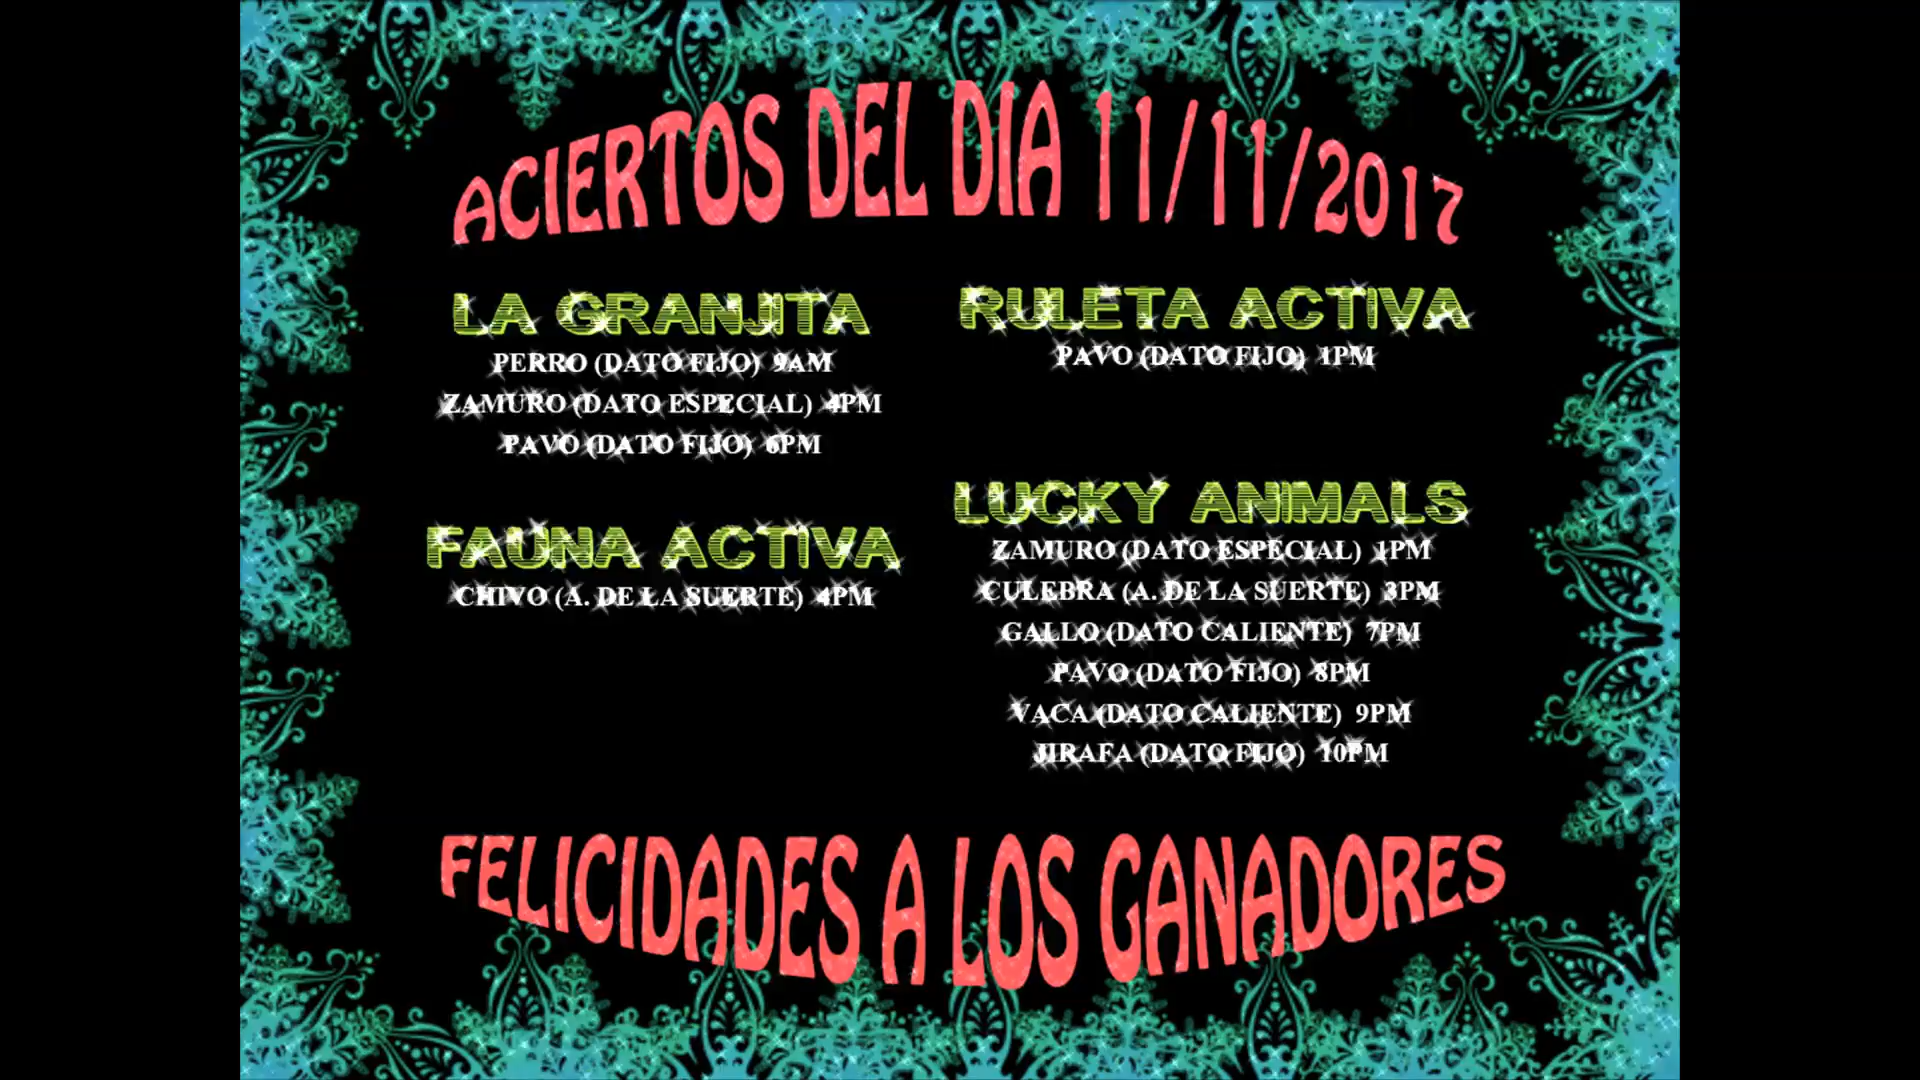 ACIERTOS DEL DIA 11/11/2017
LA GRANJITA
PERRO (DATO FIJO) 9AM
ZAMURO (DATO ESPECIAL) 4PM
PAVO (DATO FIJO) 6PM
FAUNA ACTIVA
CHIVO (A. DE LA SUERTE) 4PM
RULETA ACTIVA
PAVO (DATO FIJO) 1PM
LUCKY ANIMALS
ZAMURO (DATO ESPECIAL) 1PM
CULEBRA (A. DE LA SUERTE) 3PM
GALLO (DATO CALIENTE) 7PM
PAVO (DATO FIJO) 8PM
VACA (DATO CALIENTE) 9PM
JIRAFA (DATO FIJO) 10PM
FELICIDADES A LOS GANADORES